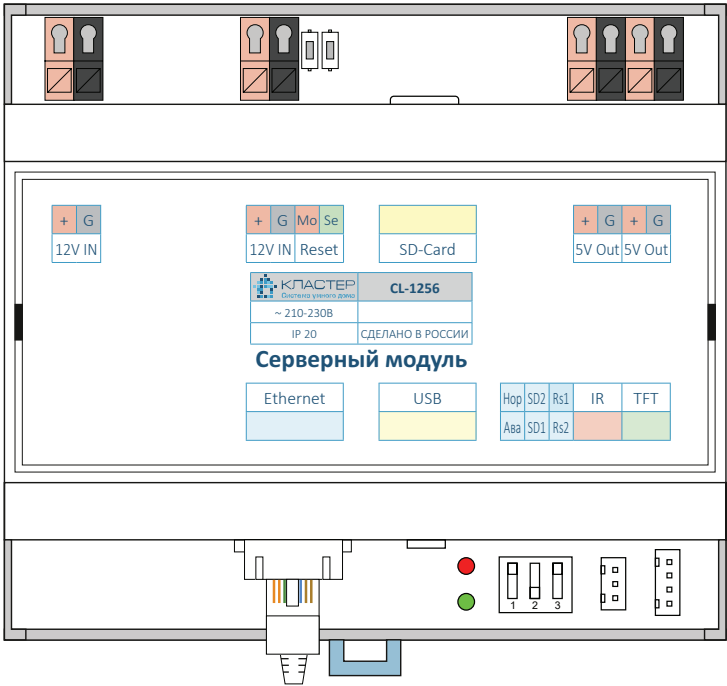 + G
12V IN
+ G Mo Se
12V IN Reset
SD-Card
+ G + G
5V Out 5V Out
КЛАСТЕР
Система умного дома
CL-1256
~ 210-230В
IP 20
СДЕЛАНО В РОССИИ
Серверный модуль
Ethernet
USB
Нор SD2 Rs1 IR TFT
Ава SD1 Rs2
1 2 3